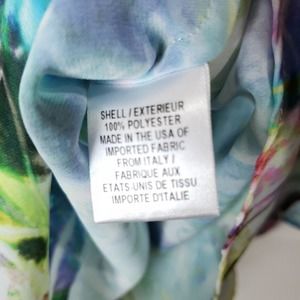 SHELL / EXTERIEUR
100% POLYESTER
MADE IN THE USA OF
IMPORTED FABRIC
FROM ITALY /
FABRIQUE AUX
ETATS-UNIS DE TISSU
IMPORTE D'ITALIE